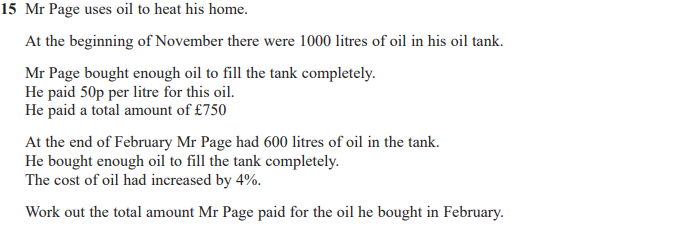 15 Mr Page uses oil to heat his home.
At the beginning of November there were 1000 litres of oil in his oil tank.
Mr Page bought enough oil to fill the tank completely.
He paid 50p per litre for this oil.
He paid a total amount of £750
At the end of February Mr Page had 600 litres of oil in the tank.
He bought enough oil to fill the tank completely.
The cost of oil had increased by 4%.
Work out the total amount Mr Page paid for the oil he bought in February.